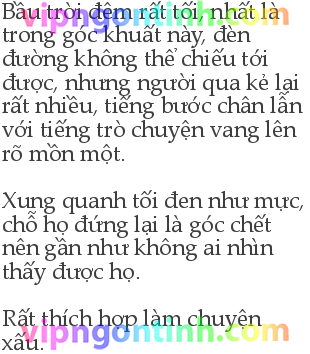 Bầu trời đêm rất tối, nhất là
vipngontinh.com
trong góc khuất này, đèn
đường không thể chiếu tới
được, nhưng người qua kẻ lại
rất nhiều, tiếng bước chân lẫn
với tiếng trò chuyện vang lên
rõ mồn một.

Xung quanh tối đen như mực,
chỗ họ đứng lại là góc chết
nên gần như không ai nhìn
thấy được họ.

Rất thích hợp làm chuyện
vipngontinh.com
xấu.